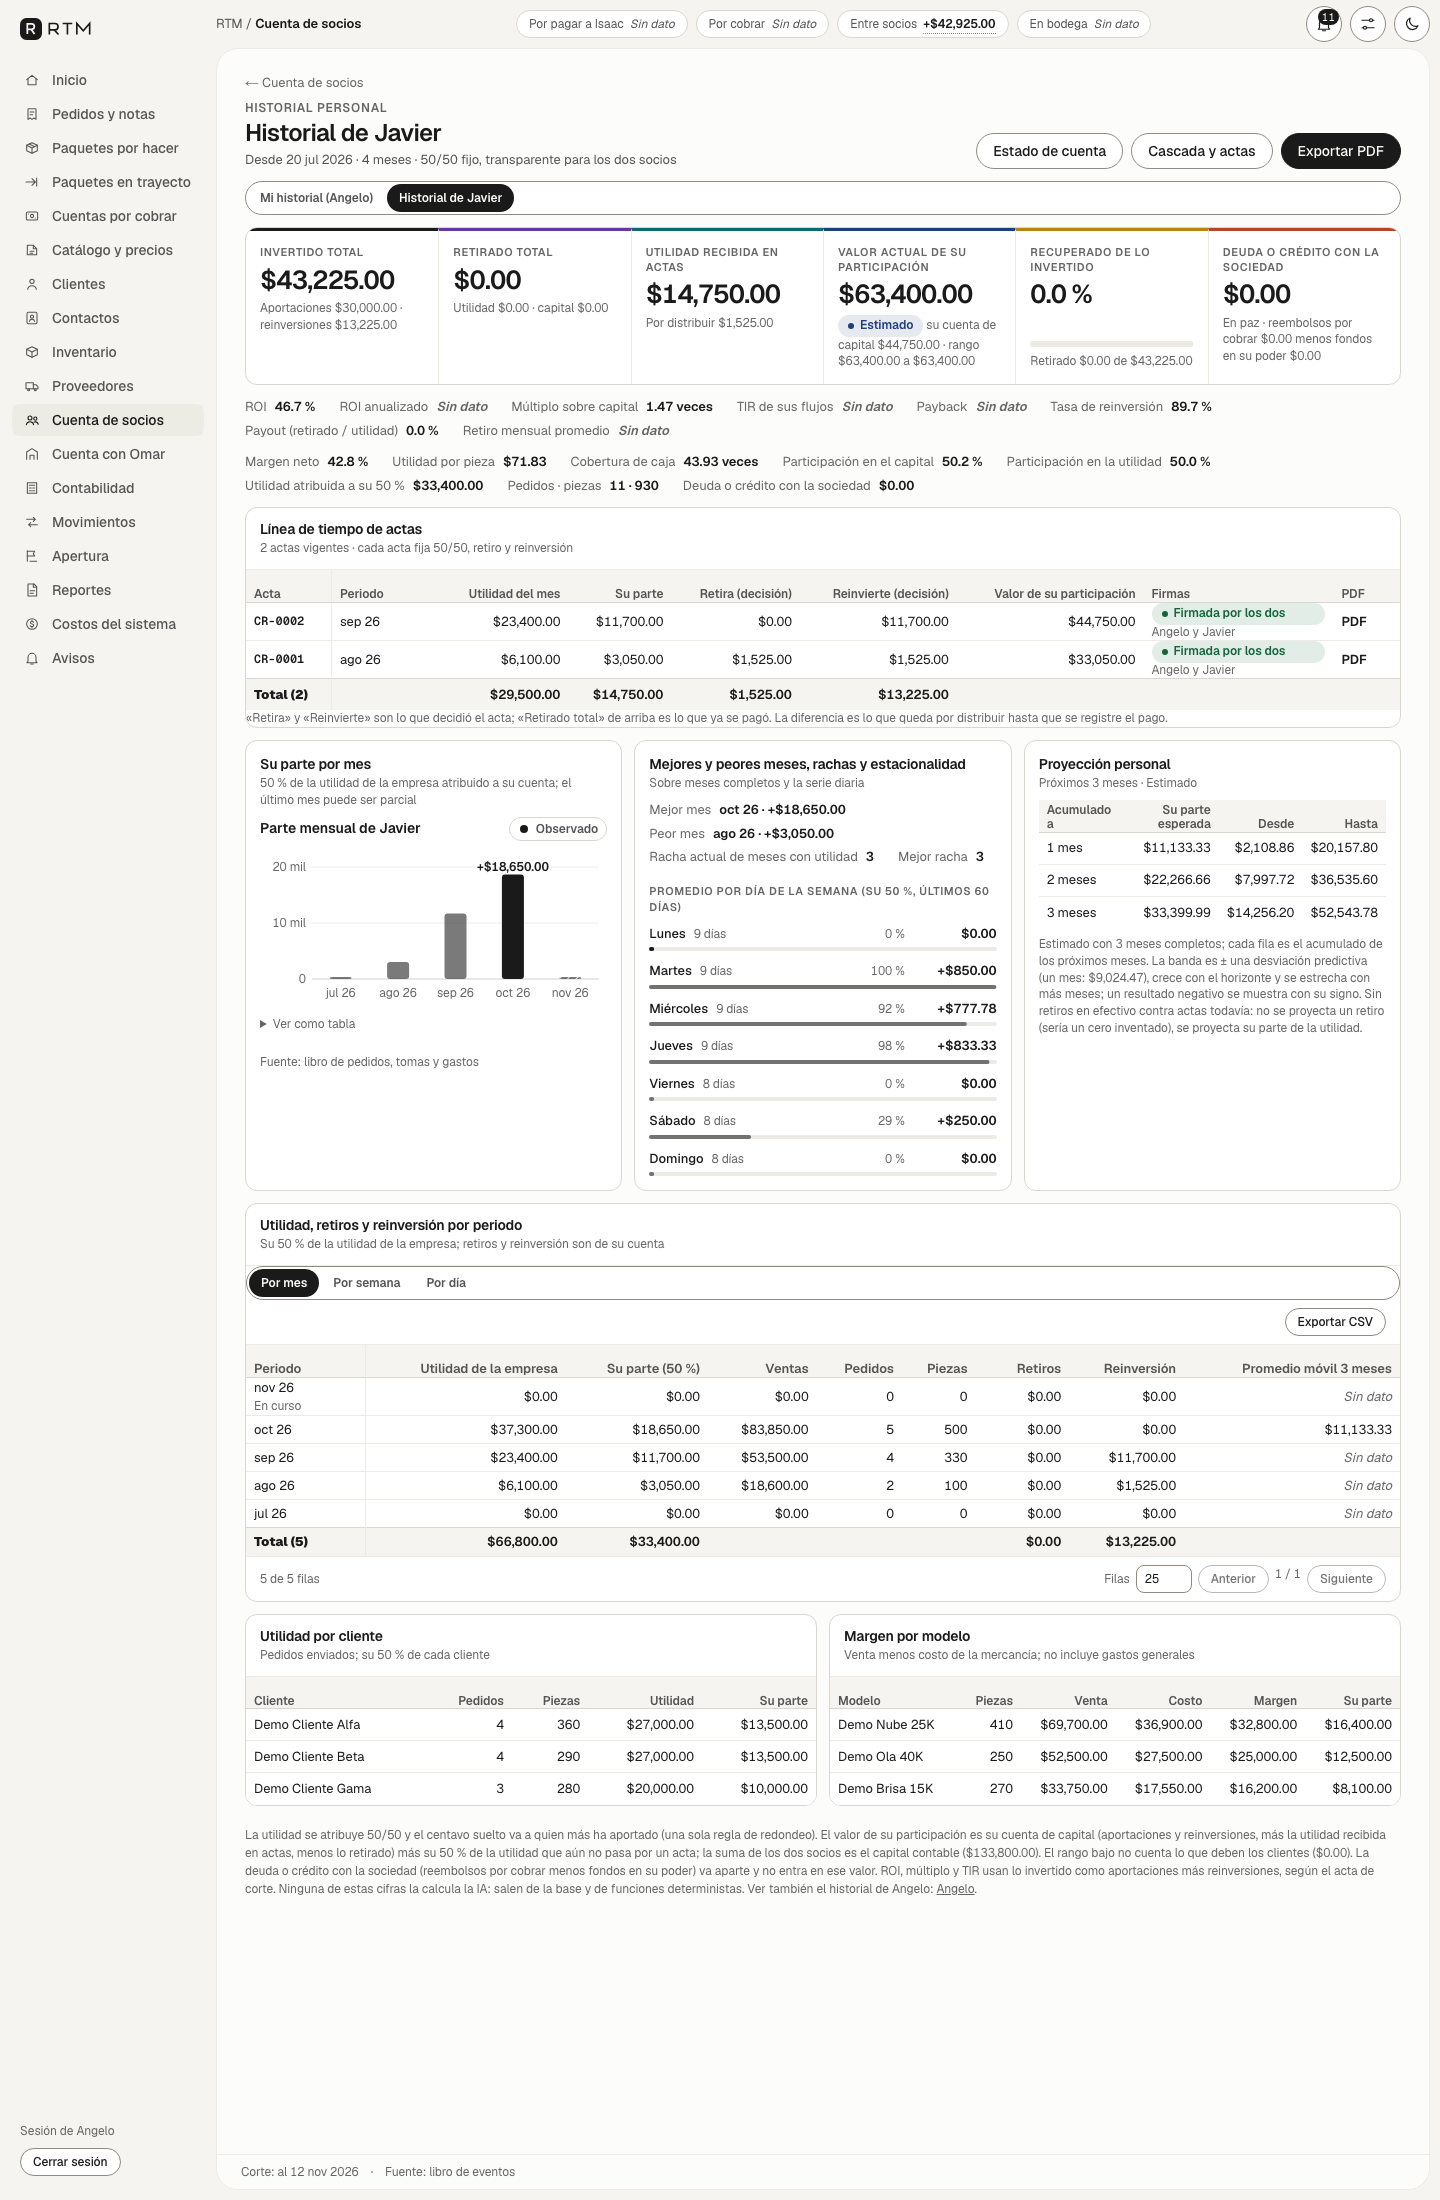 R RTM
RTM / Cuenta de socios
Por pagar a Isaac Sin dato
Por cobrar Sin dato
Entre socios +$42,925.00
En bodega Sin dato
11
Inicio
Pedidos y notas
Paquetes por hacer
Paquetes en trayecto
Cuentas por cobrar
Catálogo y precios
Clientes
Contactos
Inventario
Proveedores
Cuenta de socios
Cuenta con Omar
Contabilidad
Movimientos
Apertura
Reportes
Costos del sistema
Avisos
Sesión de Angelo
Cerrar sesión
← Cuenta de socios
HISTORIAL PERSONAL
Historial de Javier
Desde 20 jul 2026 · 4 meses · 50/50 fijo, transparente para los dos socios
Estado de cuenta
Cascada y actas
Exportar PDF
Mi historial (Angelo)
Historial de Javier
INVERTIDO TOTAL
$43,225.00
Aportaciones $30,000.00 ·
reinversiones $13,225.00
RETIRADO TOTAL
$0.00
Utilidad $0.00 · capital $0.00
UTILIDAD RECIBIDA EN
ACTAS
$14,750.00
Por distribuir $1,525.00
VALOR ACTUAL DE SU
PARTICIPACIÓN
$63,400.00
Estimado su cuenta de
capital $44,750.00 · rango
$63,400.00 a $63,400.00
RECUPERADO DE LO
INVERTIDO
0.0 %
Retirado $0.00 de $43,225.00
DEUDA O CRÉDITO CON LA
SOCIEDAD
$0.00
En paz · reembolsos por
cobrar $0.00 menos fondos
en su poder $0.00
ROI 46.7 % ROI anualizado Sin dato Múltiplo sobre capital 1.47 veces TIR de sus flujos Sin dato Payback Sin dato Tasa de reinversión 89.7 %
Payout (retirado / utilidad) 0.0 % Retiro mensual promedio Sin dato
Margen neto 42.8 % Utilidad por pieza $71.83 Cobertura de caja 43.93 veces Participación en el capital 50.2 % Participación en la utilidad 50.0 %
Utilidad atribuida a su 50 % $33,400.00 Pedidos · piezas 11 · 930 Deuda o crédito con la sociedad $0.00
Línea de tiempo de actas
2 actas vigentes · cada acta fija 50/50, retiro y reinversión
Acta Periodo Utilidad del mes Su parte Retira (decisión) Reinvierte (decisión) Valor de su participación Firmas PDF
CR-0002 sep 26 $23,400.00 $11,700.00 $0.00 $11,700.00 $44,750.00 Firmada por los dos PDF
Angelo y Javier
CR-0001 ago 26 $6,100.00 $3,050.00 $1,525.00 $1,525.00 $33,050.00 Firmada por los dos PDF
Angelo y Javier
Total (2) $29,500.00 $14,750.00 $1,525.00 $13,225.00
«Retira» y «Reinvierte» son lo que decidió el acta; «Retirado total» de arriba es lo que ya se pagó. La diferencia es lo que queda por distribuir hasta que se registre el pago.
Su parte por mes
50 % de la utilidad de la empresa atribuido a su cuenta; el
último mes puede ser parcial
Parte mensual de Javier
Observado
+$18,650.00
20 mil
10 mil
0
jul 26 ago 26 sep 26 oct 26 nov 26
▶ Ver como tabla
Fuente: libro de pedidos, tomas y gastos
Mejores y peores meses, rachas y estacionalidad
Sobre meses completos y la serie diaria
Mejor mes oct 26 · +$18,650.00
Peor mes ago 26 · +$3,050.00
Racha actual de meses con utilidad 3 Mejor racha 3
PROMEDIO POR DÍA DE LA SEMANA (SU 50 %, ÚLTIMOS 60
DÍAS)
Lunes 9 días 0 % $0.00
Martes 9 días 100 % +$850.00
Miércoles 9 días 92 % +$777.78
Jueves 9 días 98 % +$833.33
Viernes 8 días 0 % $0.00
Sábado 8 días 29 % +$250.00
Domingo 8 días 0 % $0.00
Proyección personal
Próximos 3 meses · Estimado
Acumulado a Su parte esperada Desde Hasta
1 mes $11,133.33 $2,108.86 $20,157.80
2 meses $22,266.66 $7,997.72 $36,535.60
3 meses $33,399.99 $14,256.20 $52,543.78
Estimado con 3 meses completos; cada fila es el acumulado de
los próximos meses. La banda es ± una desviación predictiva
(un mes: $9,024.47), crece con el horizonte y se estrecha con
más meses; un resultado negativo se muestra con su signo. Sin
retiros en efectivo contra actas todavía: no se proyecta un retiro
(sería un cero inventado), se proyecta su parte de la utilidad.
Utilidad, retiros y reinversión por periodo
Su 50 % de la utilidad de la empresa; retiros y reinversión son de su cuenta
Por mes Por semana Por día
Exportar CSV
Periodo Utilidad de la empresa Su parte (50 %) Ventas Pedidos Piezas Retiros Reinversión Promedio móvil 3 meses
nov 26 $0.00 $0.00 $0.00 0 0 $0.00 $0.00 Sin dato
En curso
oct 26 $37,300.00 $18,650.00 $83,850.00 5 500 $0.00 $0.00 $11,133.33
sep 26 $23,400.00 $11,700.00 $53,500.00 4 330 $0.00 $11,700.00 Sin dato
ago 26 $6,100.00 $3,050.00 $18,600.00 2 100 $0.00 $1,525.00 Sin dato
jul 26 $0.00 $0.00 $0.00 0 0 $0.00 $0.00 Sin dato
Total (5) $66,800.00 $33,400.00 $0.00 $13,225.00
5 de 5 filas
Filas 25 Anterior 1 / 1 Siguiente
Utilidad por cliente
Pedidos enviados; su 50 % de cada cliente
Cliente Pedidos Piezas Utilidad Su parte
Demo Cliente Alfa 4 360 $27,000.00 $13,500.00
Demo Cliente Beta 4 290 $27,000.00 $13,500.00
Demo Cliente Gama 3 280 $20,000.00 $10,000.00
Margen por modelo
Venta menos costo de la mercancía; no incluye gastos generales
Modelo Piezas Venta Costo Margen Su parte
Demo Nube 25K 410 $69,700.00 $36,900.00 $32,800.00 $16,400.00
Demo Ola 40K 250 $52,500.00 $27,500.00 $25,000.00 $12,500.00
Demo Brisa 15K 270 $33,750.00 $17,550.00 $16,200.00 $8,100.00
La utilidad se atribuye 50/50 y el centavo suelto va a quien más ha aportado (una sola regla de redondeo). El valor de su participación es su cuenta de capital (aportaciones y reinversiones, más la utilidad recibida
en actas, menos lo retirado) más su 50 % de la utilidad que aún no pasa por un acta; la suma de los dos socios es el capital contable ($133,800.00). El rango bajo no cuenta lo que deben los clientes ($0.00). La
deuda o crédito con la sociedad (reembolsos por cobrar menos fondos en su poder) va aparte y no entra en ese valor. ROI, múltiplo y TIR usan lo invertido como aportaciones más reinversiones, según el acta de
corte. Ninguna de estas cifras la calcula la IA: salen de la base y de funciones deterministas. Ver también el historial de Angelo: Angelo.
Corte: al 12 nov 2026 · Fuente: libro de eventos